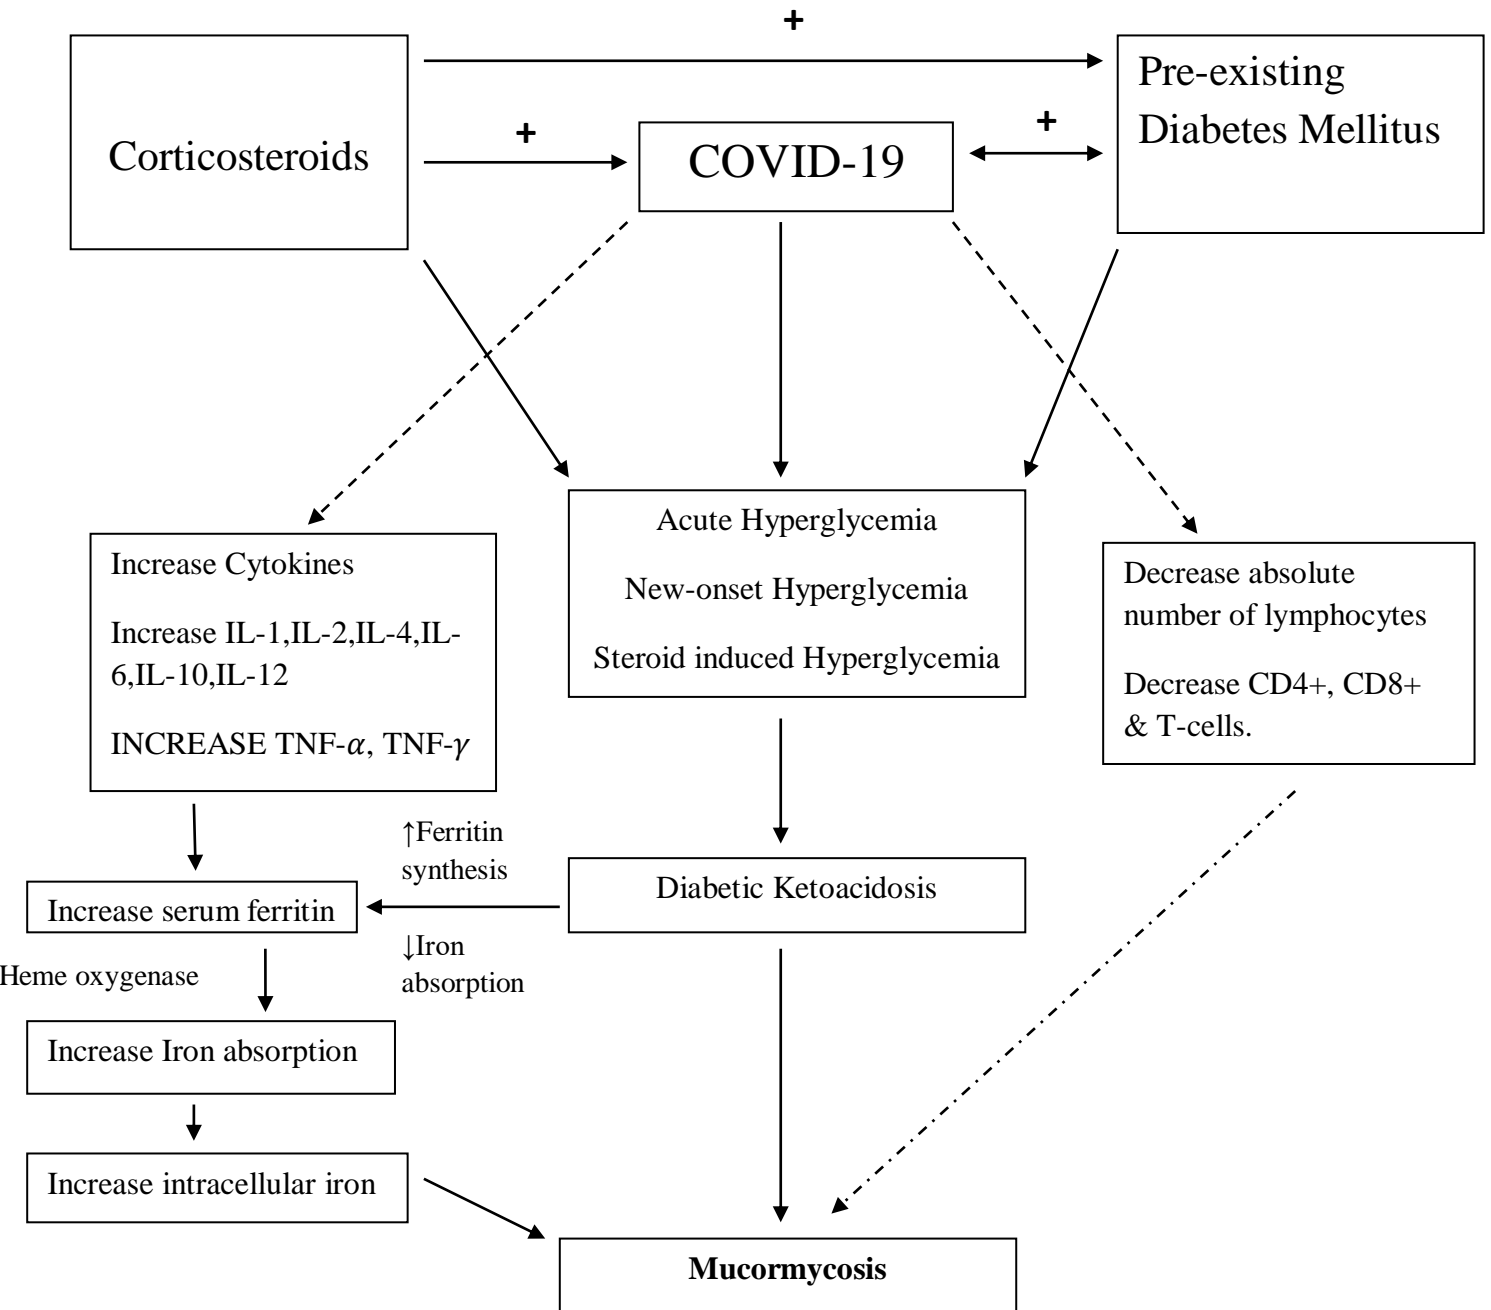 +
Corticosteroids
+
COVID-19
+
Pre-existing
Diabetes Mellitus
Increase Cytokines
Increase IL-1,IL-2,IL-4,IL-
6,IL-10,IL-12
INCREASE TNF-α, TNF-γ
Acute Hyperglycemia
New-onset Hyperglycemia
Steroid induced Hyperglycemia
Decrease absolute
number of lymphocytes
Decrease CD4+, CD8+
& T-cells.
↑Ferritin
synthesis
Increase serum ferritin
Diabetic Ketoacidosis
↓Iron
absorption
Heme oxygenase
Increase Iron absorption
Increase intracellular iron
Mucormycosis